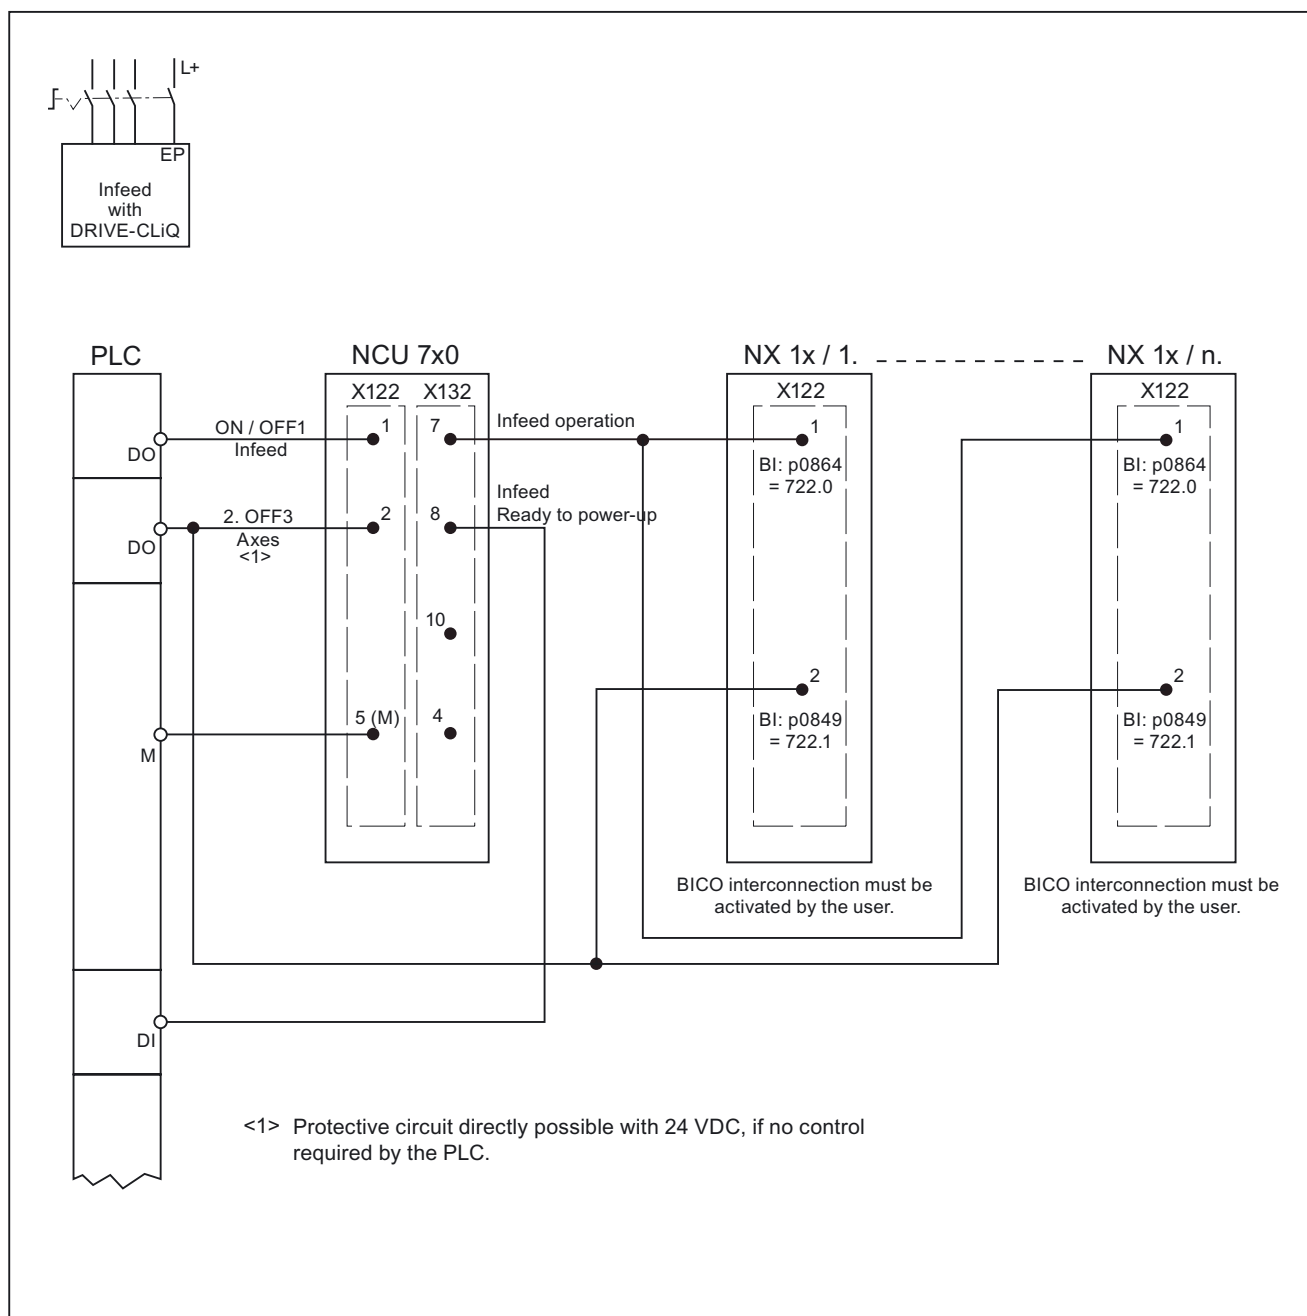 L+
EP
Infeed
with
DRIVE-CLiQ
PLC
NCU 7x0
NX 1x / 1.
NX 1x / n.
X122
X132
X122
X122
DO
ON / OFF1
Infeed
1
7
Infeed operation
1
BI: p0864
= 722.0
1
BI: p0864
= 722.0
DO
2. OFF3
Axes
<1>
2
8
Infeed
Ready to power-up
10
2
BI: p0849
= 722.1
2
BI: p0849
= 722.1
M
5 (M)
4
BICO interconnection must be
activated by the user.
BICO interconnection must be
activated by the user.
DI
<1> Protective circuit directly possible with 24 VDC, if no control
required by the PLC.